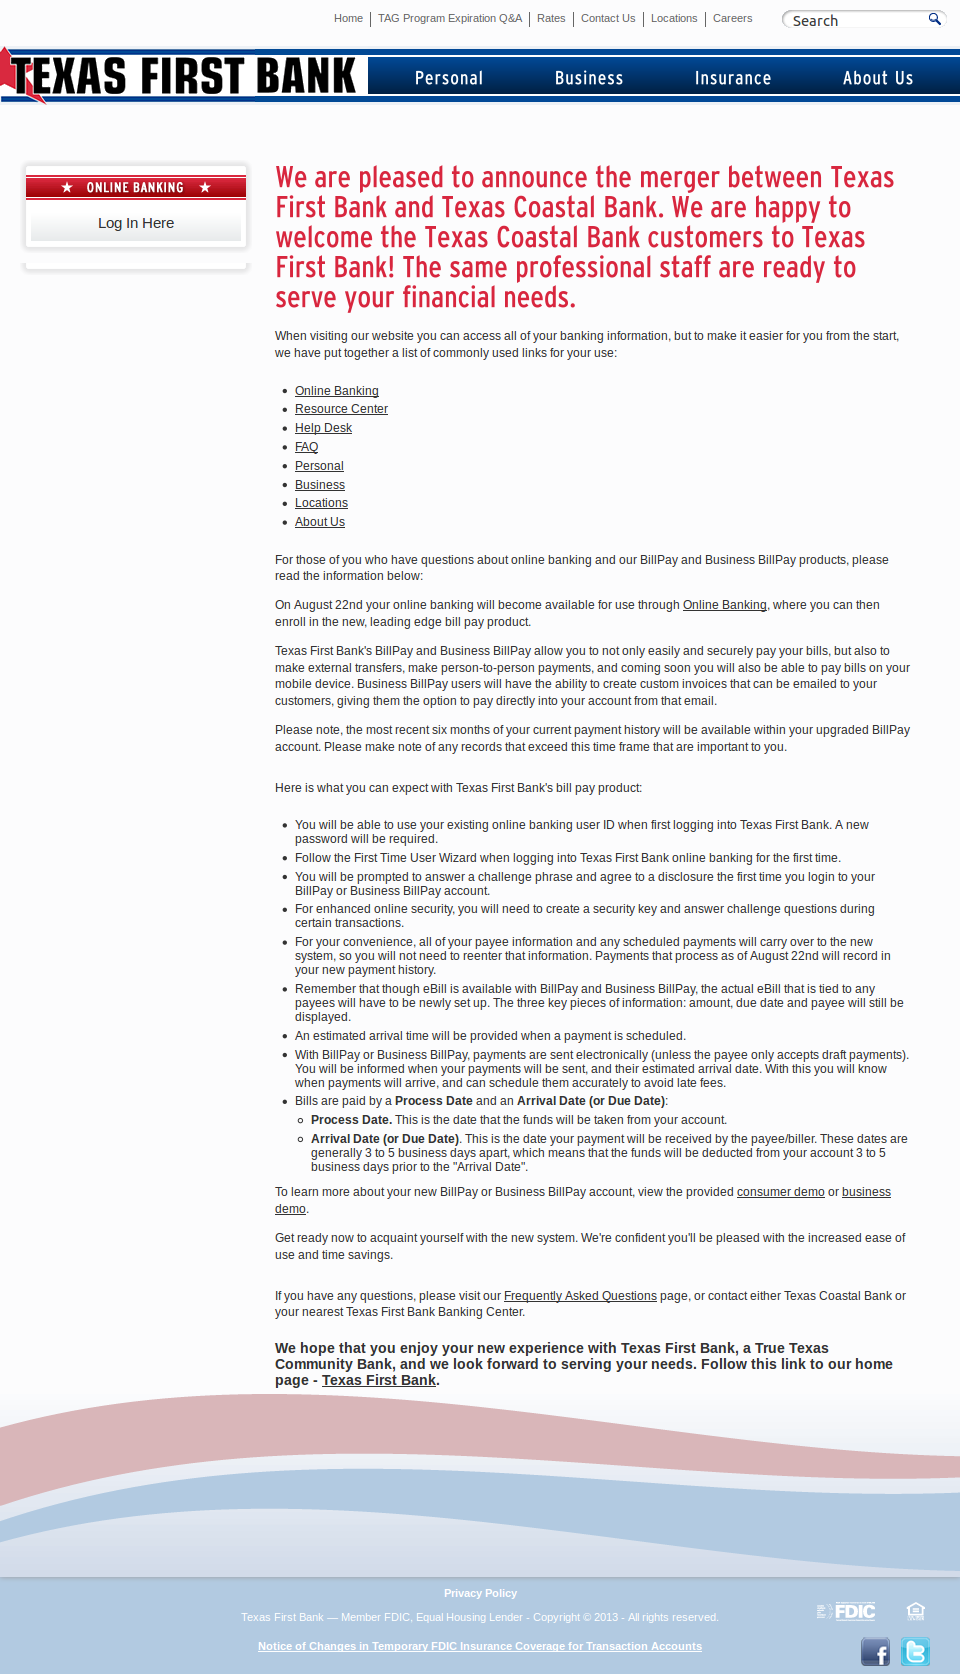 Home
TAG Program Expiration Q&A
Rates
Contact Us
Locations
Careers
Search
TEXAS FIRST BANK
Personal
Business
Insurance
About Us
ONLINE BANKING
Log In Here
We are pleased to announce the merger between Texas
First Bank and Texas Coastal Bank. We are happy to
welcome the Texas Coastal Bank customers to Texas
First Bank! The same professional staff are ready to
serve your financial needs.
When visiting our website you can access all of your banking information, but to make it easier for you from the start,
we have put together a list of commonly used links for your use:
Online Banking
Resource Center
Help Desk
FAQ
Personal
Business
Locations
About Us
For those of you who have questions about online banking and our BillPay and Business BillPay products, please
read the information below:
On August 22nd your online banking will become available for use through Online Banking, where you can then
enroll in the new, leading edge bill pay product.
Texas First Bank's BillPay and Business BillPay allow you to not only easily and securely pay your bills, but also to
make external transfers, make person-to-person payments, and coming soon you will also be able to pay bills on your
mobile device. Business BillPay users will have the ability to create custom invoices that can be emailed to your
customers, giving them the option to pay directly into your account from that email.
Please note, the most recent six months of your current payment history will be available within your upgraded BillPay
account. Please make note of any records that exceed this time frame that are important to you.
Here is what you can expect with Texas First Bank's bill pay product:
You will be able to use your existing online banking user ID when first logging into Texas First Bank. A new
password will be required.
Follow the First Time User Wizard when logging into Texas First Bank online banking for the first time.
You will be prompted to answer a challenge phrase and agree to a disclosure the first time you login to your
BillPay or Business BillPay account.
For enhanced online security, you will need to create a security key and answer challenge questions during
certain transactions.
For your convenience, all of your payee information and any scheduled payments will carry over to the new
system, so you will not need to reenter that information. Payments that process as of August 22nd will record in
your new payment history.
Remember that though eBill is available with BillPay and Business BillPay, the actual eBill that is tied to any
payees will have to be newly set up. The three key pieces of information: amount, due date and payee will still be
displayed.
An estimated arrival time will be provided when a payment is scheduled.
With BillPay or Business BillPay, payments are sent electronically (unless the payee only accepts draft payments).
You will be informed when your payments will be sent, and their estimated arrival date. With this you will know
when payments will arrive, and can schedule them accurately to avoid late fees.
Bills are paid by a Process Date and an Arrival Date (or Due Date):
Process Date. This is the date that the funds will be taken from your account.
Arrival Date (or Due Date). This is the date your payment will be received by the payee/biller. These dates are
generally 3 to 5 business days apart, which means that the funds will be deducted from your account 3 to 5
business days prior to the "Arrival Date".
To learn more about your new BillPay or Business BillPay account, view the provided consumer demo or business
demo.
Get ready now to acquaint yourself with the new system. We're confident you'll be pleased with the increased ease of
use and time savings.
If you have any questions, please visit our Frequently Asked Questions page, or contact either Texas Coastal Bank or
your nearest Texas First Bank Banking Center.
We hope that you enjoy your new experience with Texas First Bank, a True Texas
Community Bank, and we look forward to serving your needs. Follow this link to our home
page - Texas First Bank.
Privacy Policy
Texas First Bank — Member FDIC, Equal Housing Lender - Copyright © 2013 - All rights reserved.
FDIC
Notice of Changes in Temporary FDIC Insurance Coverage for Transaction Accounts